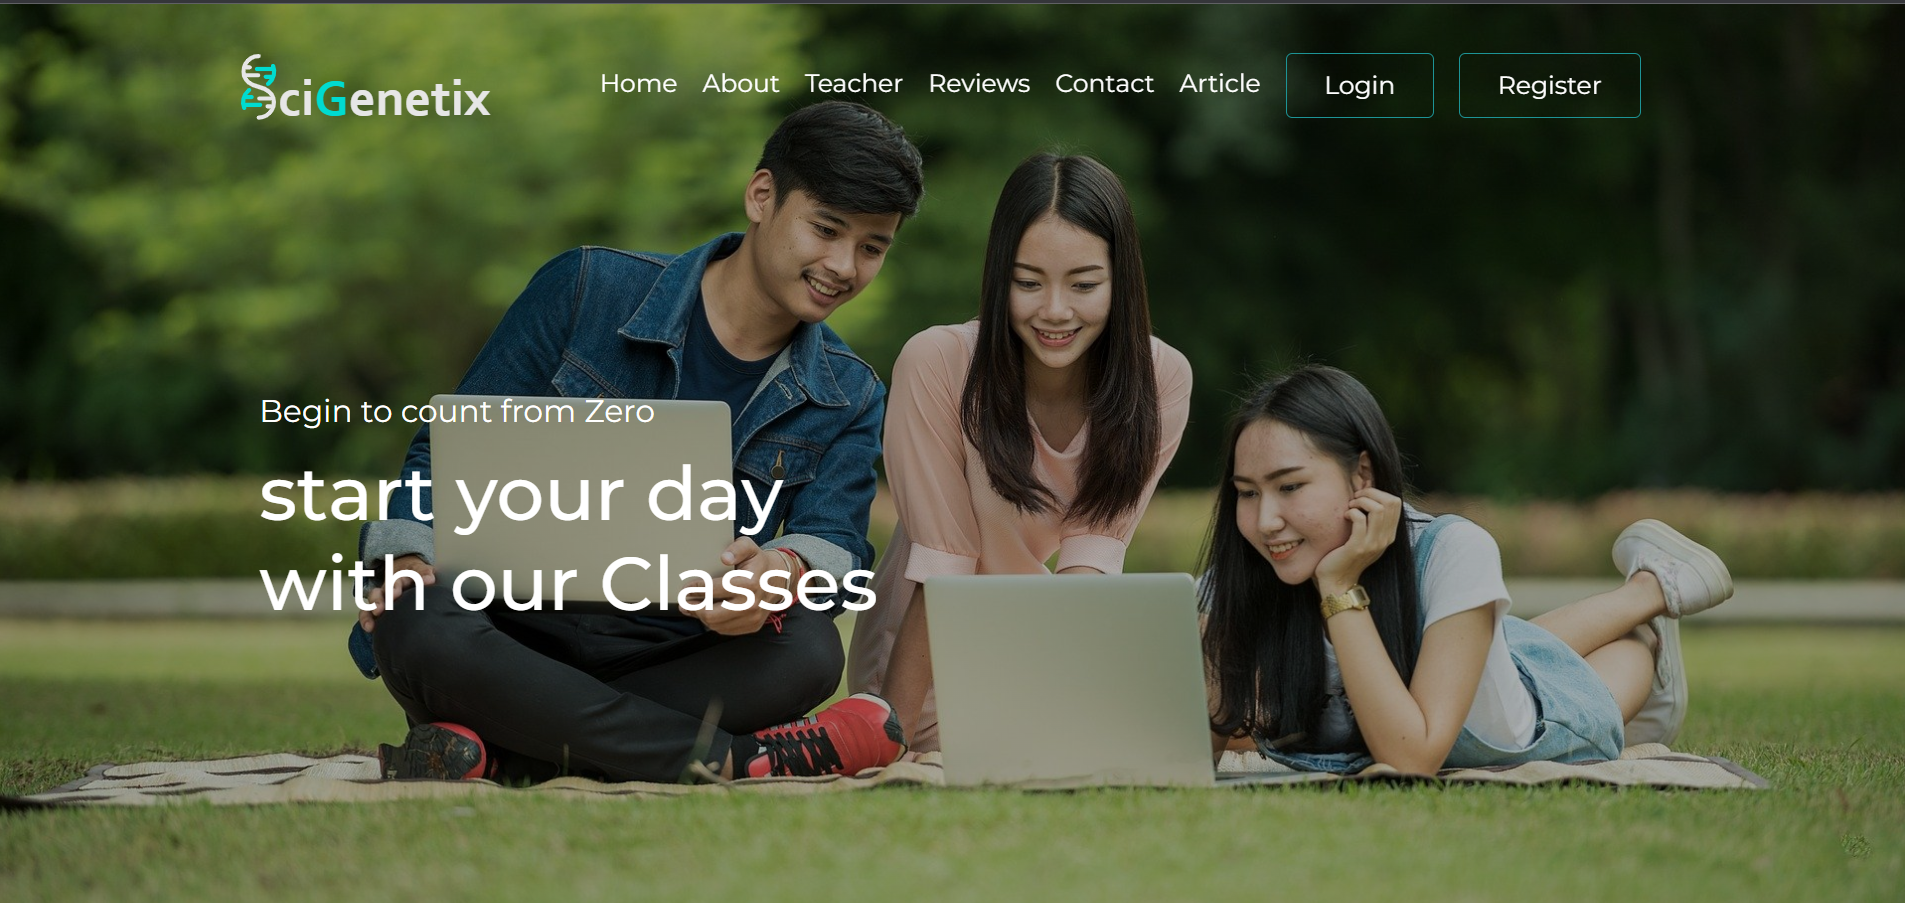 SciGenetix
Home About Teacher Reviews Contact Article Login Register
Begin to count from Zero
start your day
with our Classes